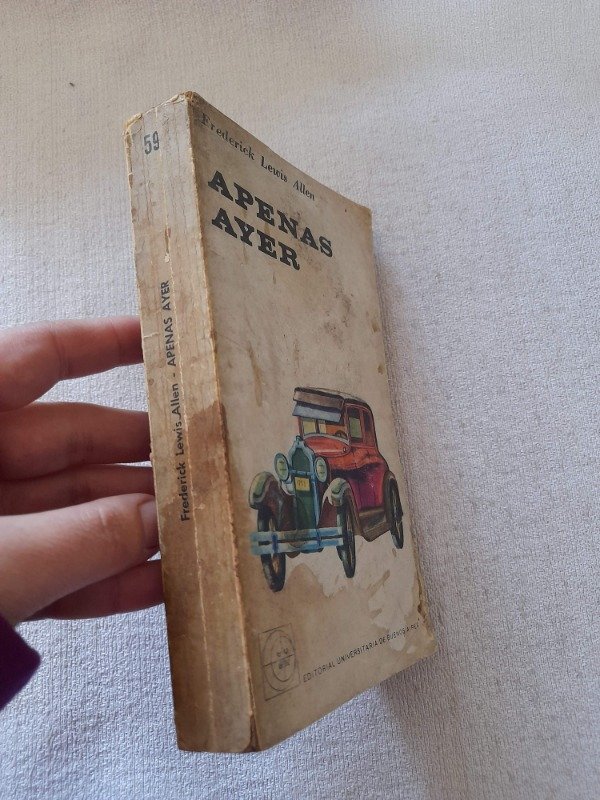 59
Frederick Lewis Allen - APENAS AYER
Frederick Lewis Allen
APENAS
AYER
EDITORIAL UNIVERSITARIA DE BUENOS AIRES